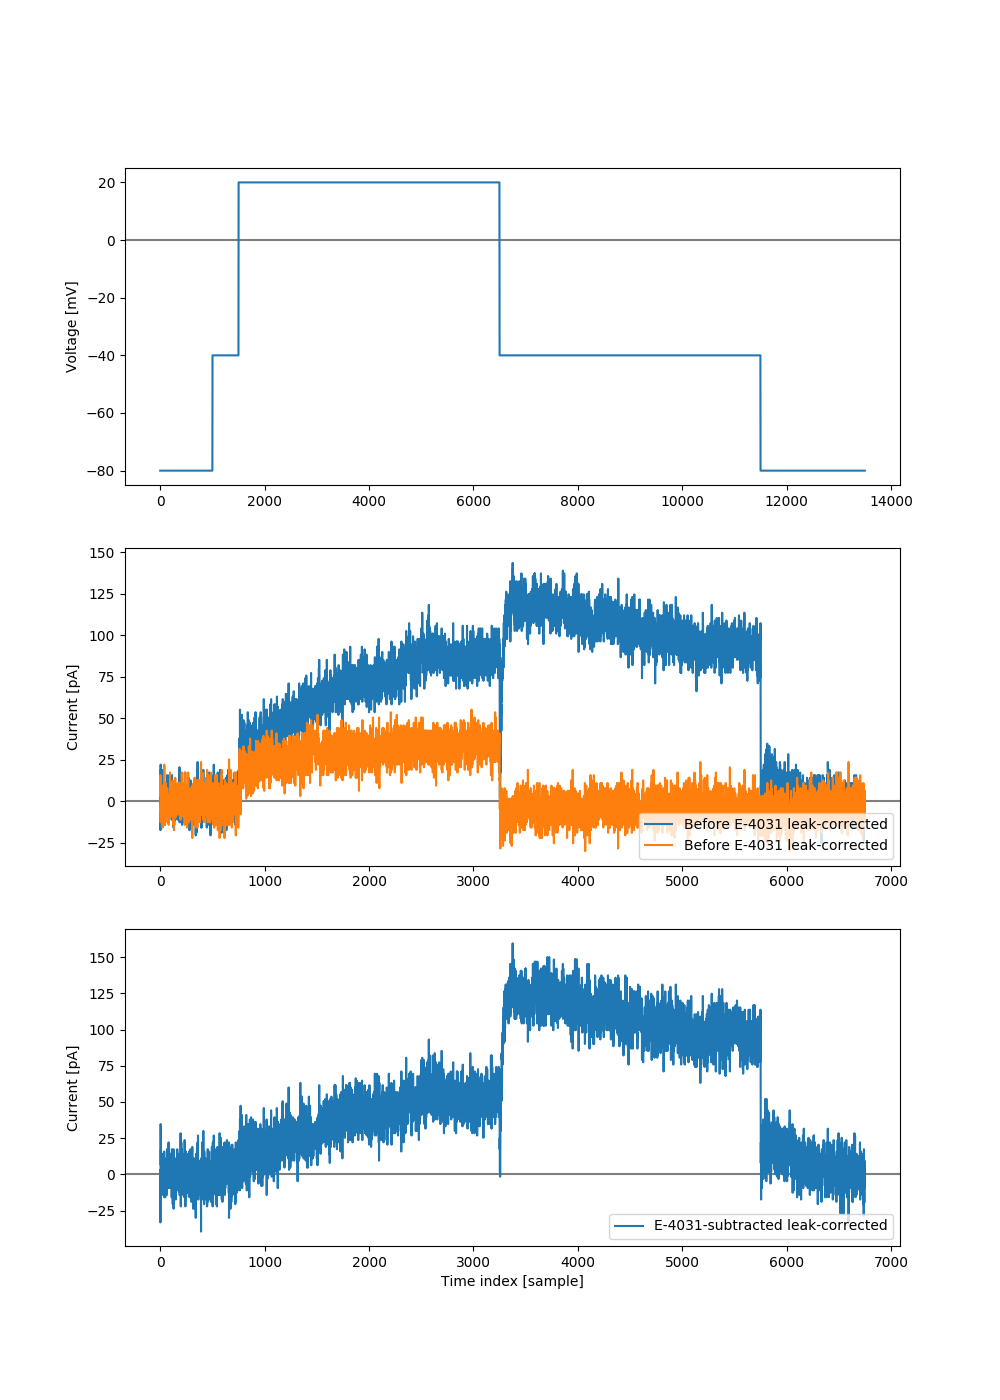 20
0
−20
−40
−60
−80
Voltage [mV]
0 2000 4000 6000 8000 10000 12000 14000
150
125
100
75
50
25
0
−25
Current [pA]
Before E-4031 leak-corrected
Before E-4031 leak-corrected
0 1000 2000 3000 4000 5000 6000 7000
150
125
100
75
50
25
0
−25
Current [pA]
E-4031-subtracted leak-corrected
0 1000 2000 3000 4000 5000 6000 7000
Time index [sample]